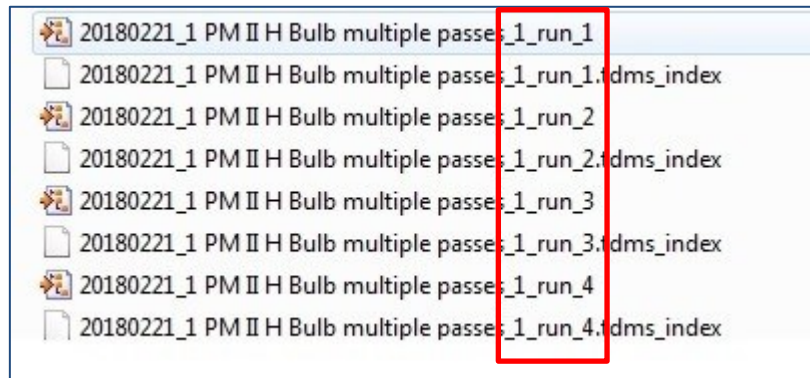 20180221_1 PM II H Bulb multiple passes_1_run_1
20180221_1 PM II H Bulb multiple passes_1_run_1.tdms_index
20180221_1 PM II H Bulb multiple passes_1_run_2
20180221_1 PM II H Bulb multiple passes_1_run_2.tdms_index
20180221_1 PM II H Bulb multiple passes_1_run_3
20180221_1 PM II H Bulb multiple passes_1_run_3.tdms_index
20180221_1 PM II H Bulb multiple passes_1_run_4
20180221_1 PM II H Bulb multiple passes_1_run_4.tdms_index